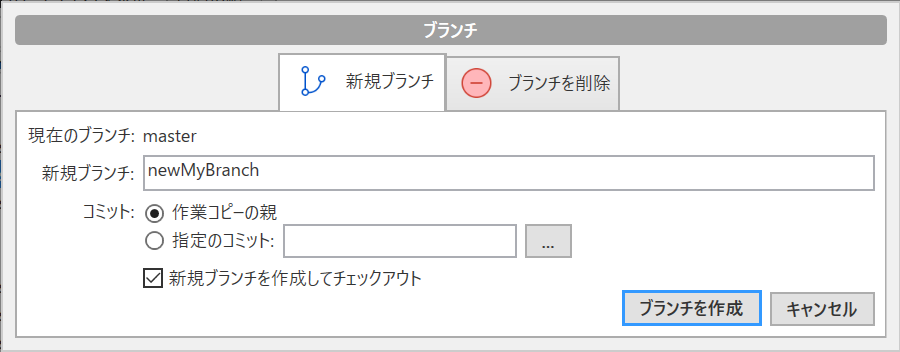 ブランチ
新規ブランチ
ブランチを削除
現在のブランチ: master
新規ブランチ: newMyBranch
コミット: 作業コピーの親
指定のコミット: ...
新規ブランチを作成してチェックアウト
ブランチを作成 キャンセル